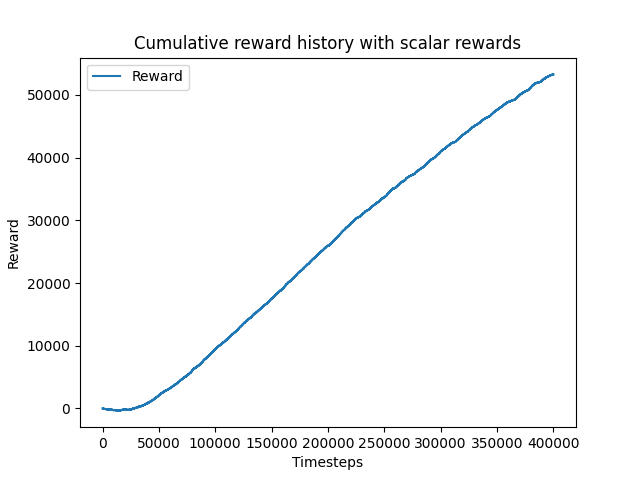 Cumulative reward history with scalar rewards
Reward
50000
40000
30000
20000
10000
0
Reward
0 50000 100000 150000 200000 250000 300000 350000 400000
Timesteps